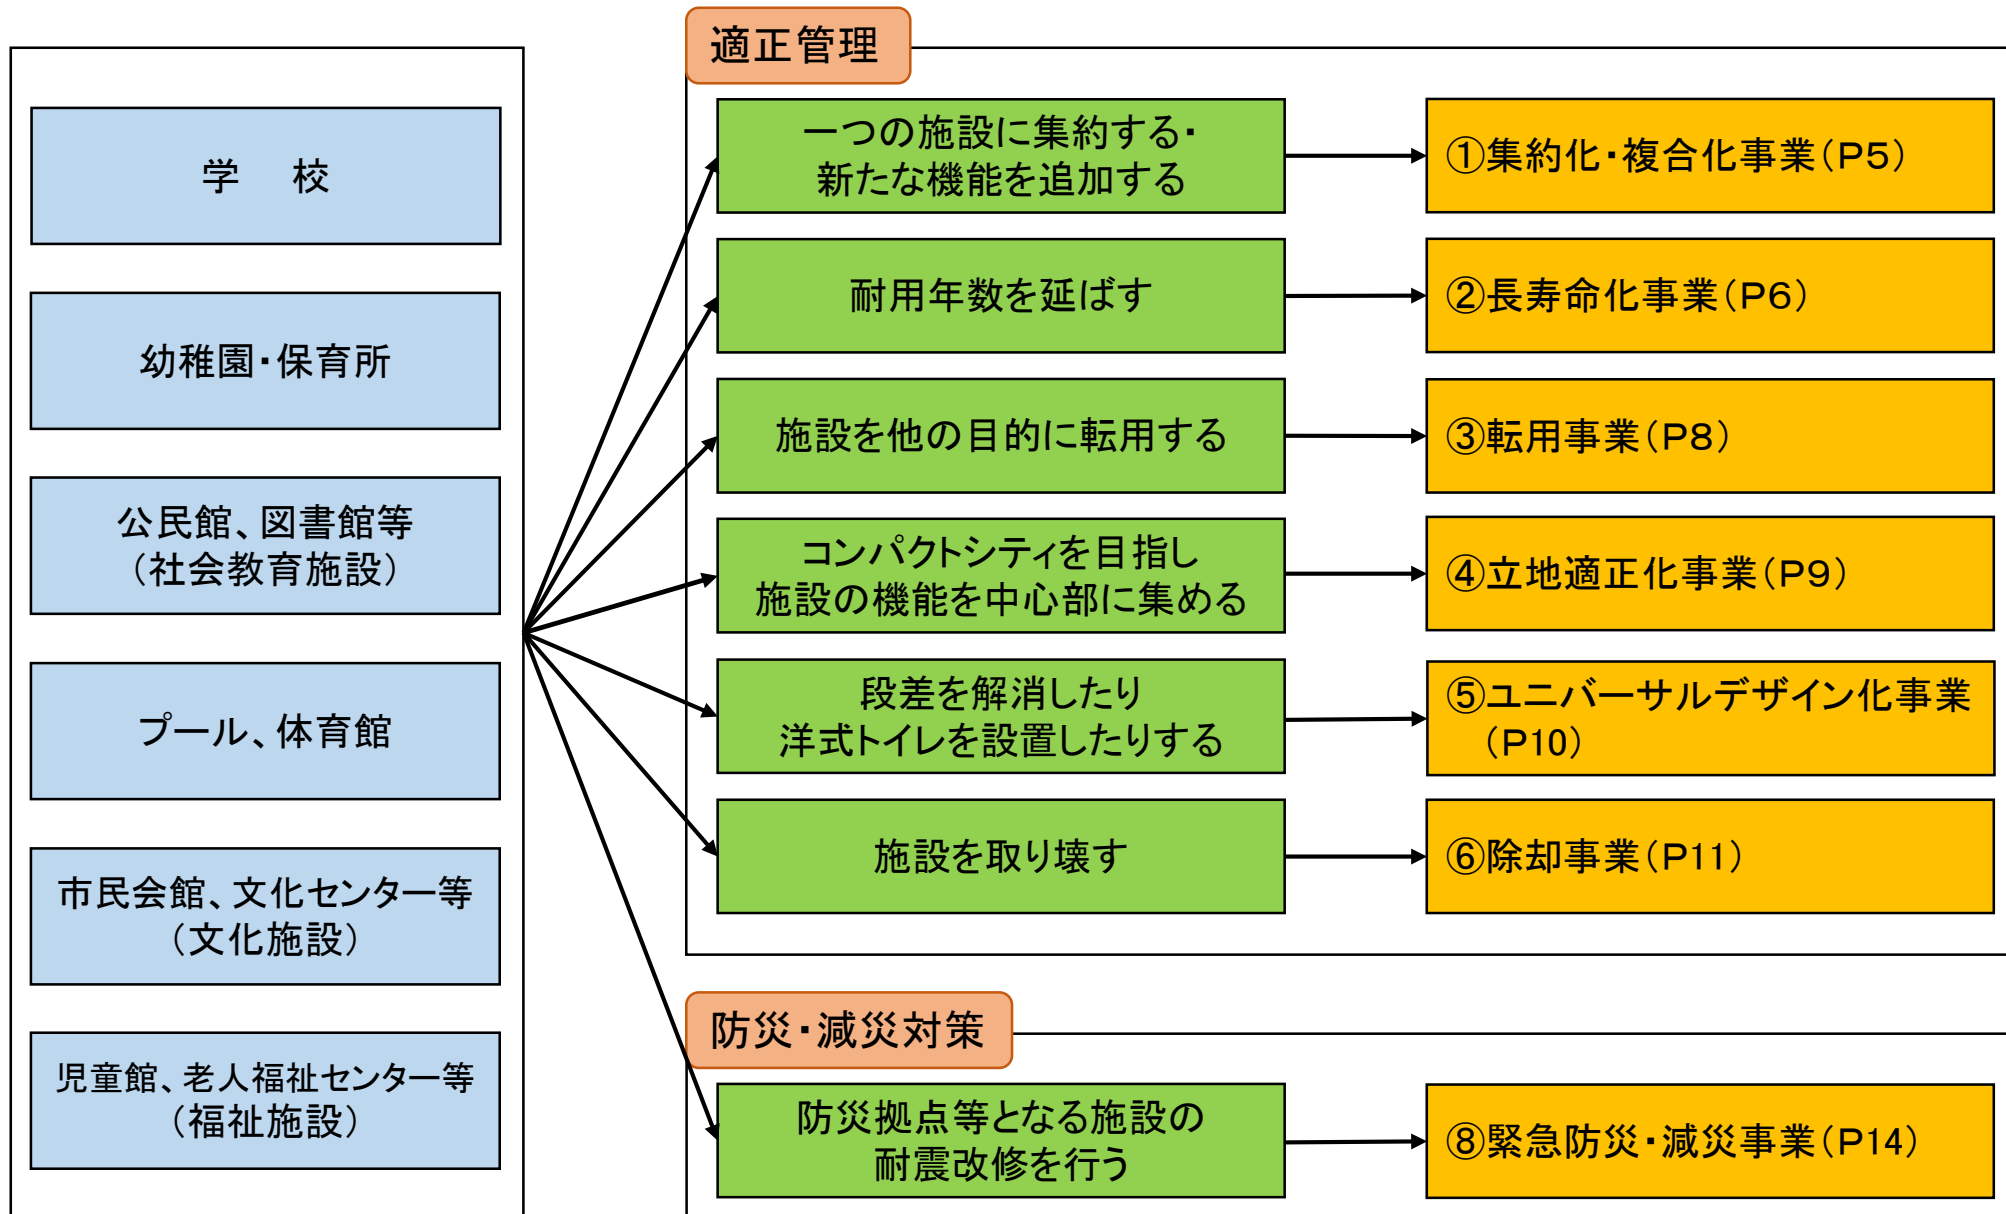 学　校
幼稚園・保育所
公民館、図書館等
（社会教育施設）
プール、体育館
市民会館、文化センター等
（文化施設）
児童館、老人福祉センター等
（福祉施設）
適正管理
一つの施設に集約する・
新たな機能を追加する
①集約化・複合化事業（P5）
耐用年数を延ばす
②長寿命化事業（P6）
施設を他の目的に転用する
③転用事業（P8）
コンパクトシティを目指し
施設の機能を中心部に集める
④立地適正化事業（P9）
段差を解消したり
洋式トイレを設置したりする
⑤ユニバーサルデザイン化事業
（P10）
施設を取り壊す
⑥除却事業（P11）
防災・減災対策
防災拠点等となる施設の
耐震改修を行う
⑧緊急防災・減災事業（P14）